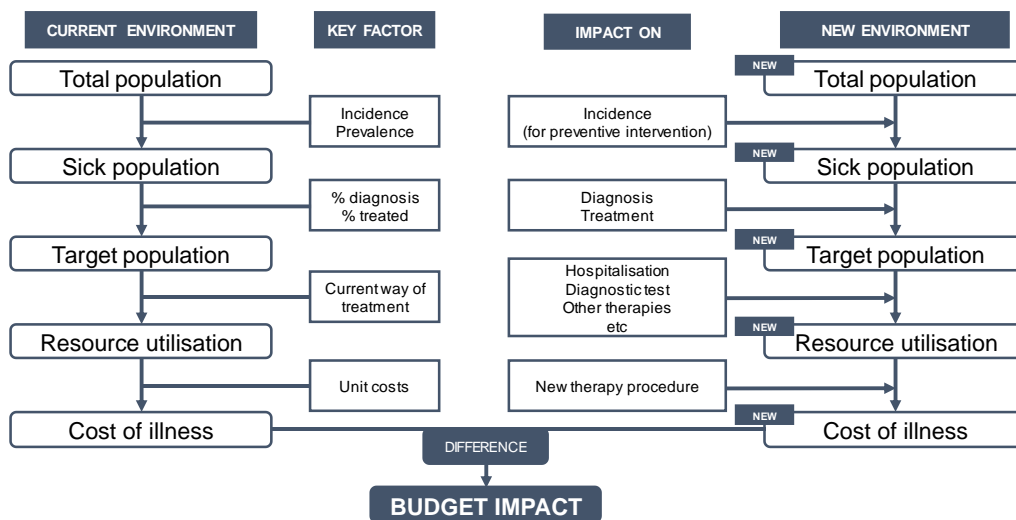 CURRENT ENVIRONMENT
KEY FACTOR
IMPACT ON
NEW ENVIRONMENT
Total population
NEW
Total population
Incidence
Prevalence
Incidence
(for preventive intervention)
Sick population
NEW
Sick population
% diagnosis
% treated
Diagnosis
Treatment
Target population
NEW
Target population
Current way of
treatment
Hospitalisation
Diagnostic test
Other therapies
etc
Resource utilisation
NEW
Resource utilisation
Unit costs
New therapy procedure
Cost of illness
NEW
Cost of illness
DIFFERENCE
BUDGET IMPACT